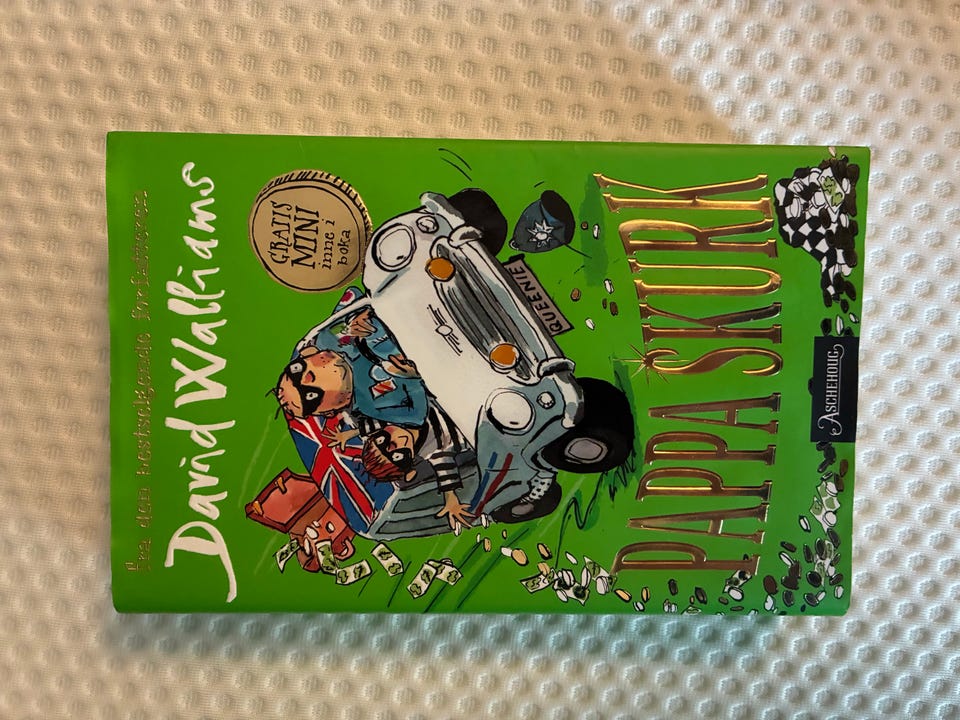 Fra den bestselgende forfatteren
David Walliams
GRATIS
MINI
inne i
boka
QUEENIE
PAPPA SKURK
ASCHEHOUG